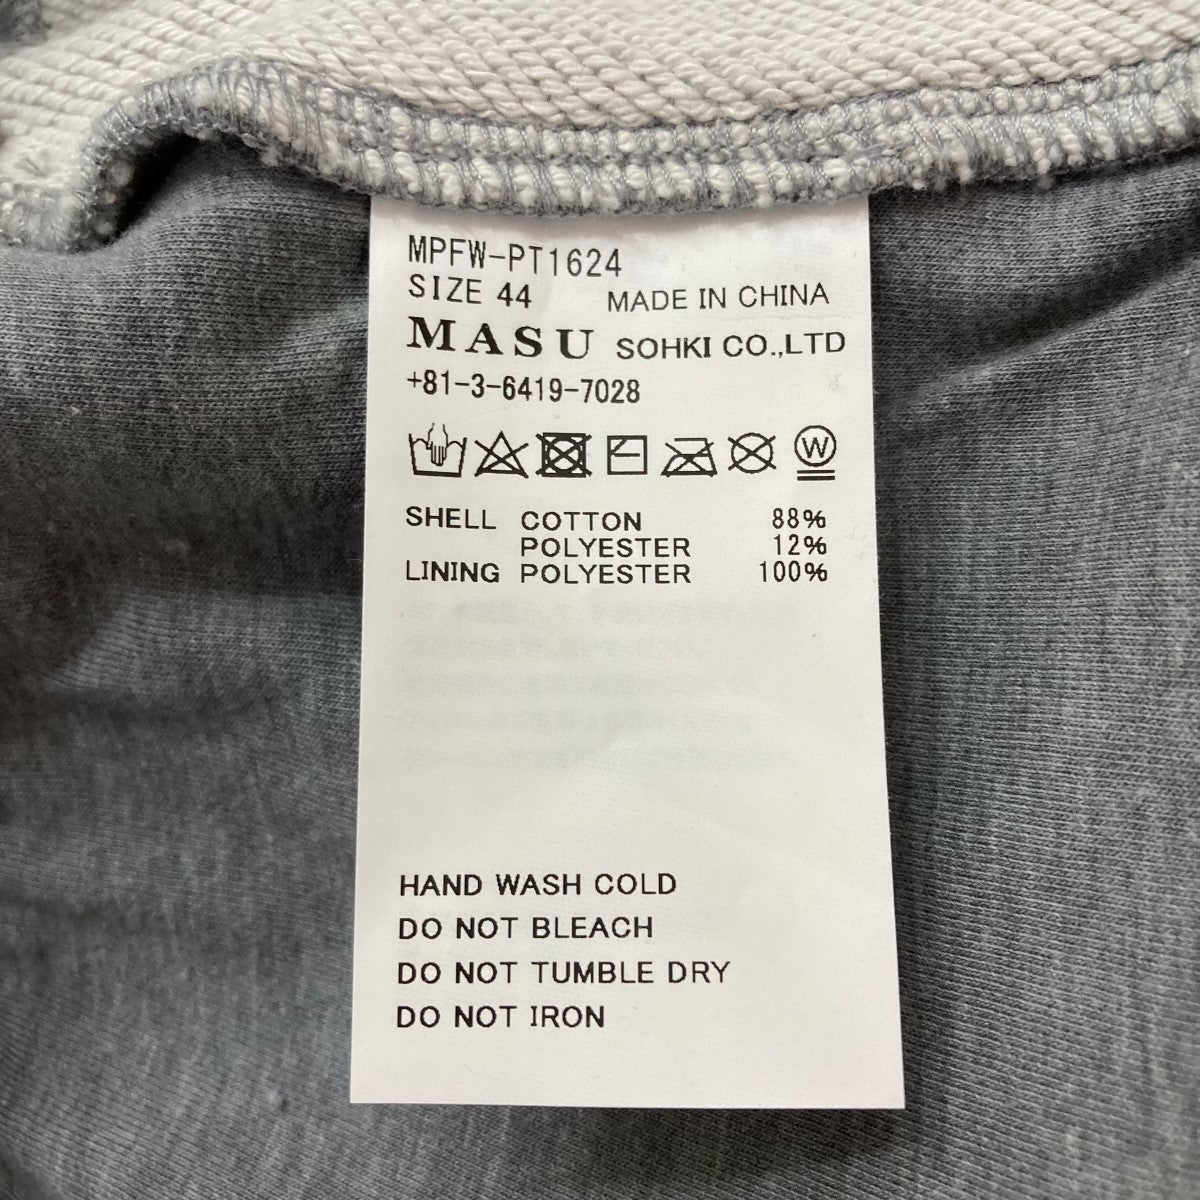 MPFW-PT1624
SIZE 44 MADE IN CHINA
MASU SOHKI CO.,LTD
+81-3-6419-7028
W
SHELL COTTON 88%
POLYESTER 12%
LINING POLYESTER 100%
HAND WASH COLD
DO NOT BLEACH
DO NOT TUMBLE DRY
DO NOT IRON